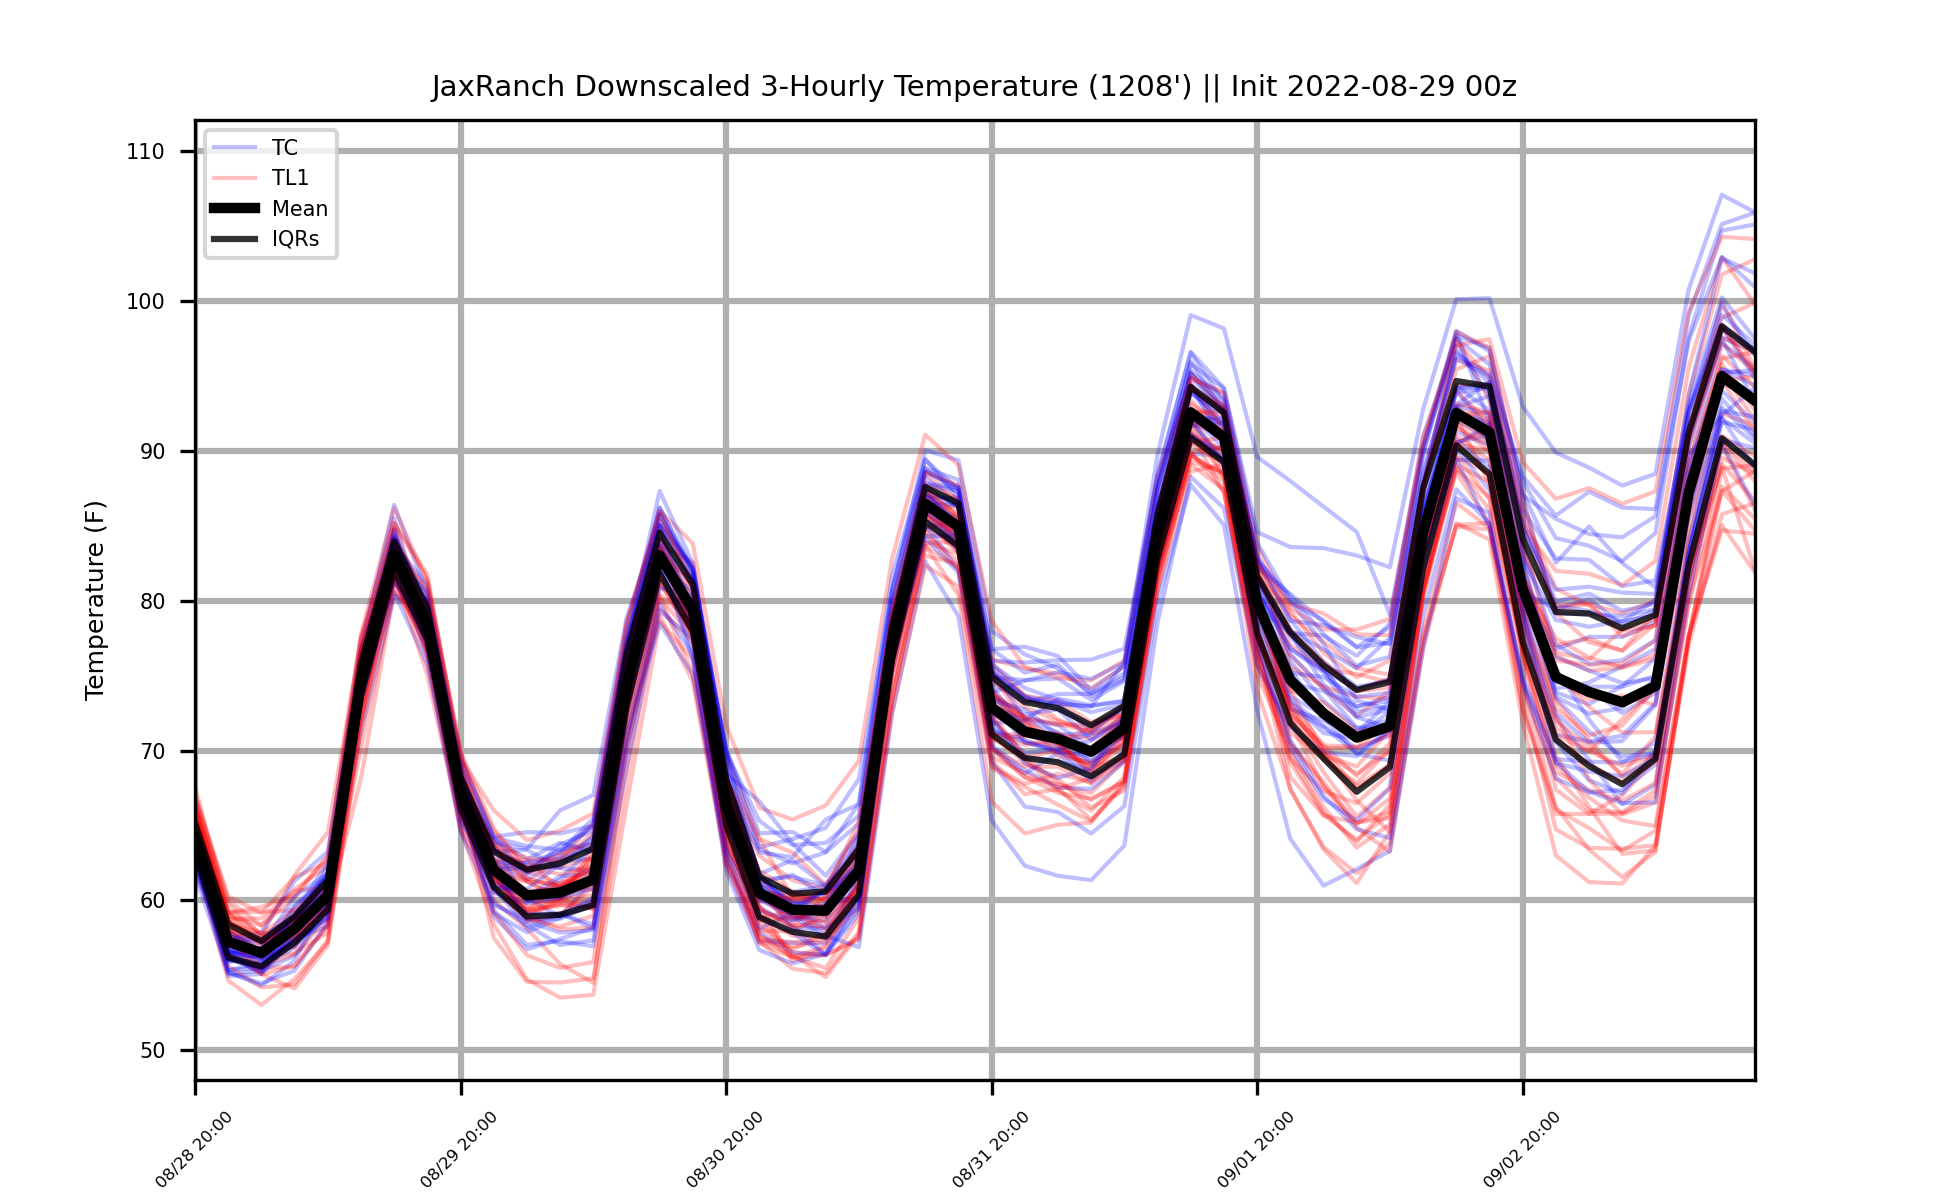 JaxRanch Downscaled 3-Hourly Temperature (1208') || Init 2022-08-29 00z
TC
TL1
Mean
IQRs
Temperature (F)
110
100
90
80
70
60
50
08/28 20:00
08/29 20:00
08/30 20:00
08/31 20:00
09/01 20:00
09/02 20:00